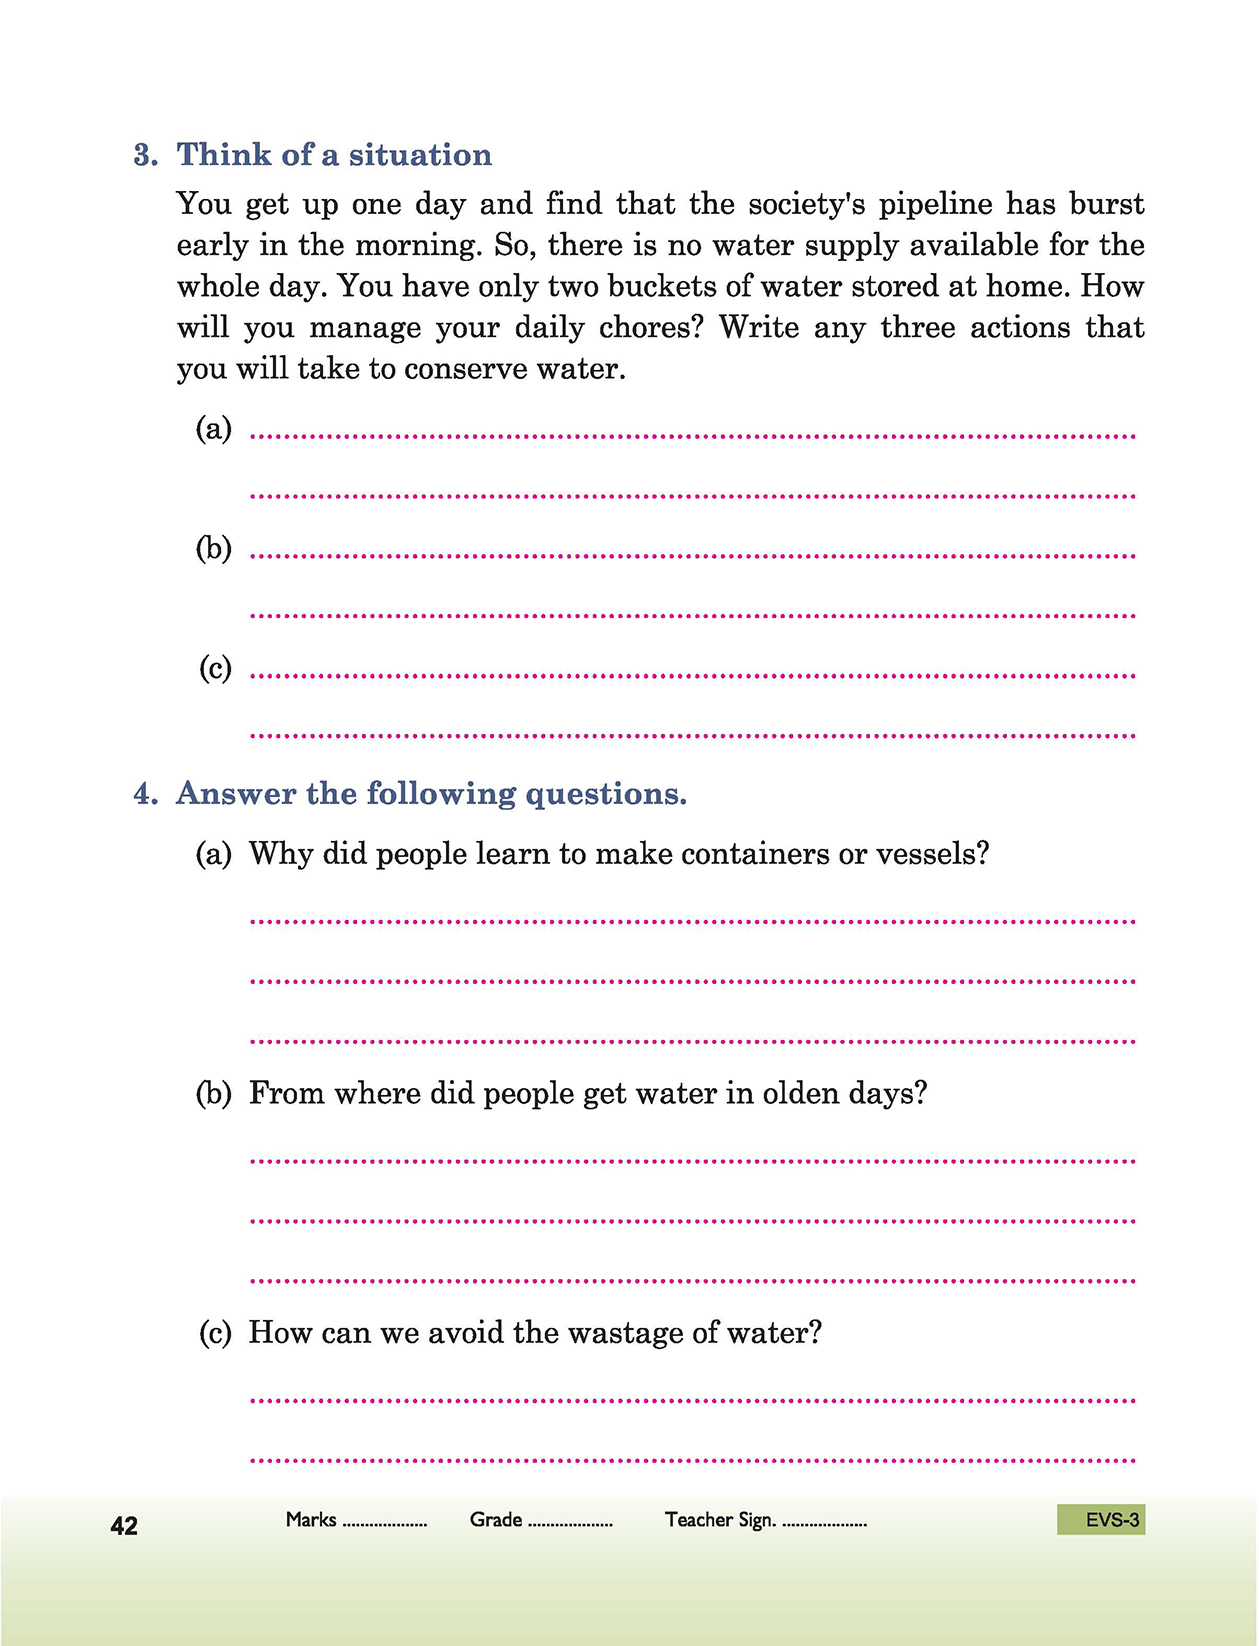 3. Think of a situation
You get up one day and find that the society's pipeline has burst
early in the morning. So, there is no water supply available for the
whole day. You have only two buckets of water stored at home. How
will you manage your daily chores? Write any three actions that
you will take to conserve water.
(a)
(b)
(c)
4. Answer the following questions.
(a) Why did people learn to make containers or vessels?
(b) From where did people get water in olden days?
(c) How can we avoid the wastage of water?
42 Marks ................... Grade ................... Teacher Sign. ................... EVS-3